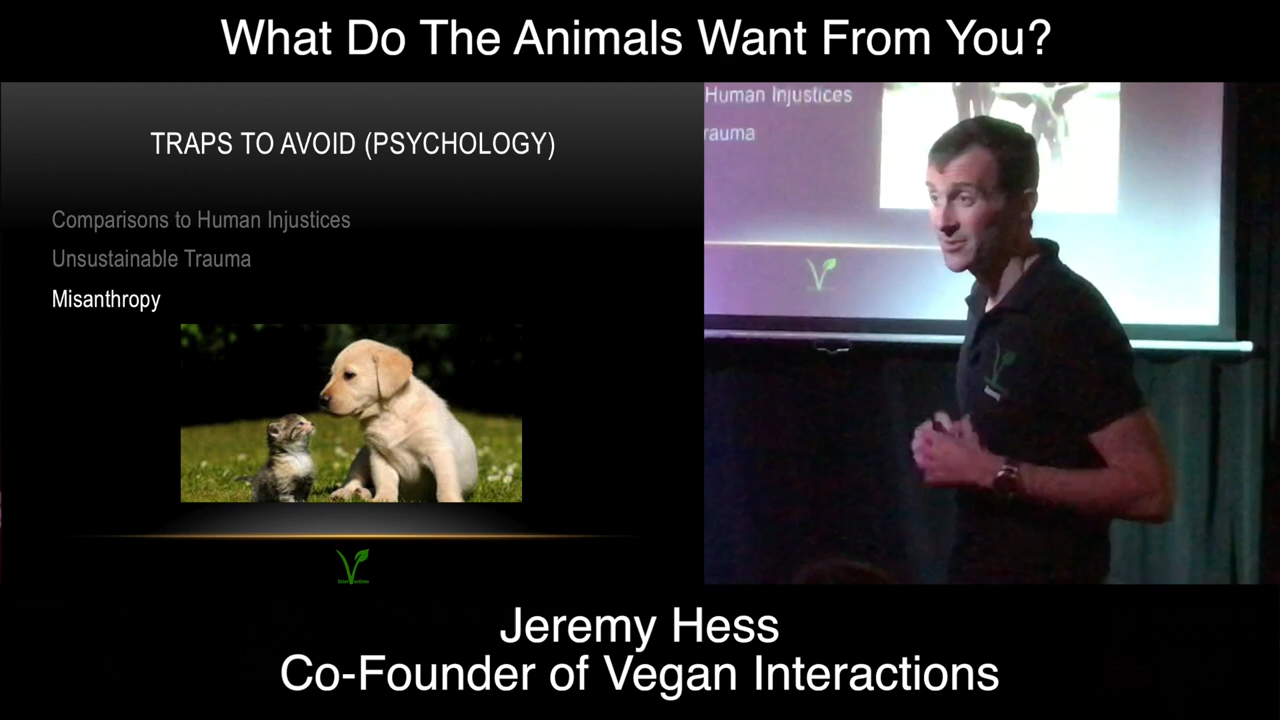 What Do The Animals Want From You?
TRAPS TO AVOID (PSYCHOLOGY)
Comparisons to Human Injustices
Unsustainable Trauma
Misanthropy
Human Injustices
rauma
Jeremy Hess
Co-Founder of Vegan Interactions